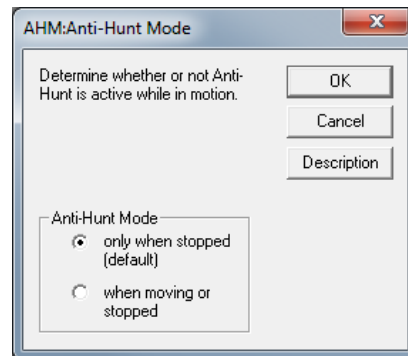 AHM:Anti-Hunt Mode
Determine whether or not Anti-
Hunt is active while in motion.
OK
Cancel
Description
Anti-Hunt Mode
only when stopped
(default)
when moving or
stopped